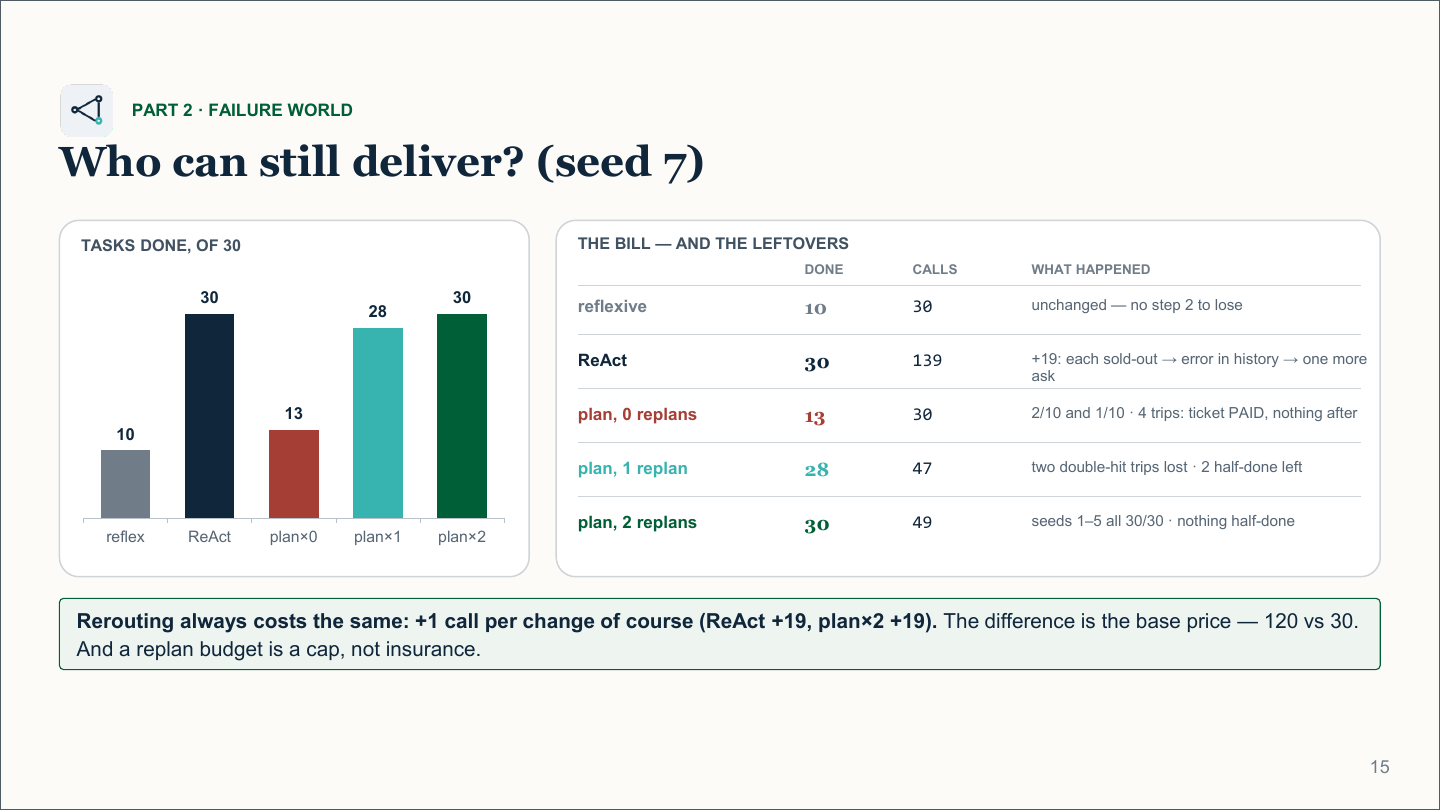 PART 2 · FAILURE WORLD
Who can still deliver? (seed 7)
TASKS DONE, OF 30
10
30
13
28
30
reflex
ReAct
plan×0
plan×1
plan×2
THE BILL — AND THE LEFTOVERS
DONE CALLS WHAT HAPPENED
reflexive 10 30 unchanged — no step 2 to lose
ReAct 30 139 +19: each sold-out → error in history → one more
ask
plan, 0 replans 13 30 2/10 and 1/10 · 4 trips: ticket PAID, nothing after
plan, 1 replan 28 47 two double-hit trips lost · 2 half-done left
plan, 2 replans 30 49 seeds 1–5 all 30/30 · nothing half-done
Rerouting always costs the same: +1 call per change of course (ReAct +19, plan×2 +19). The difference is the base price — 120 vs 30.
And a replan budget is a cap, not insurance.
15